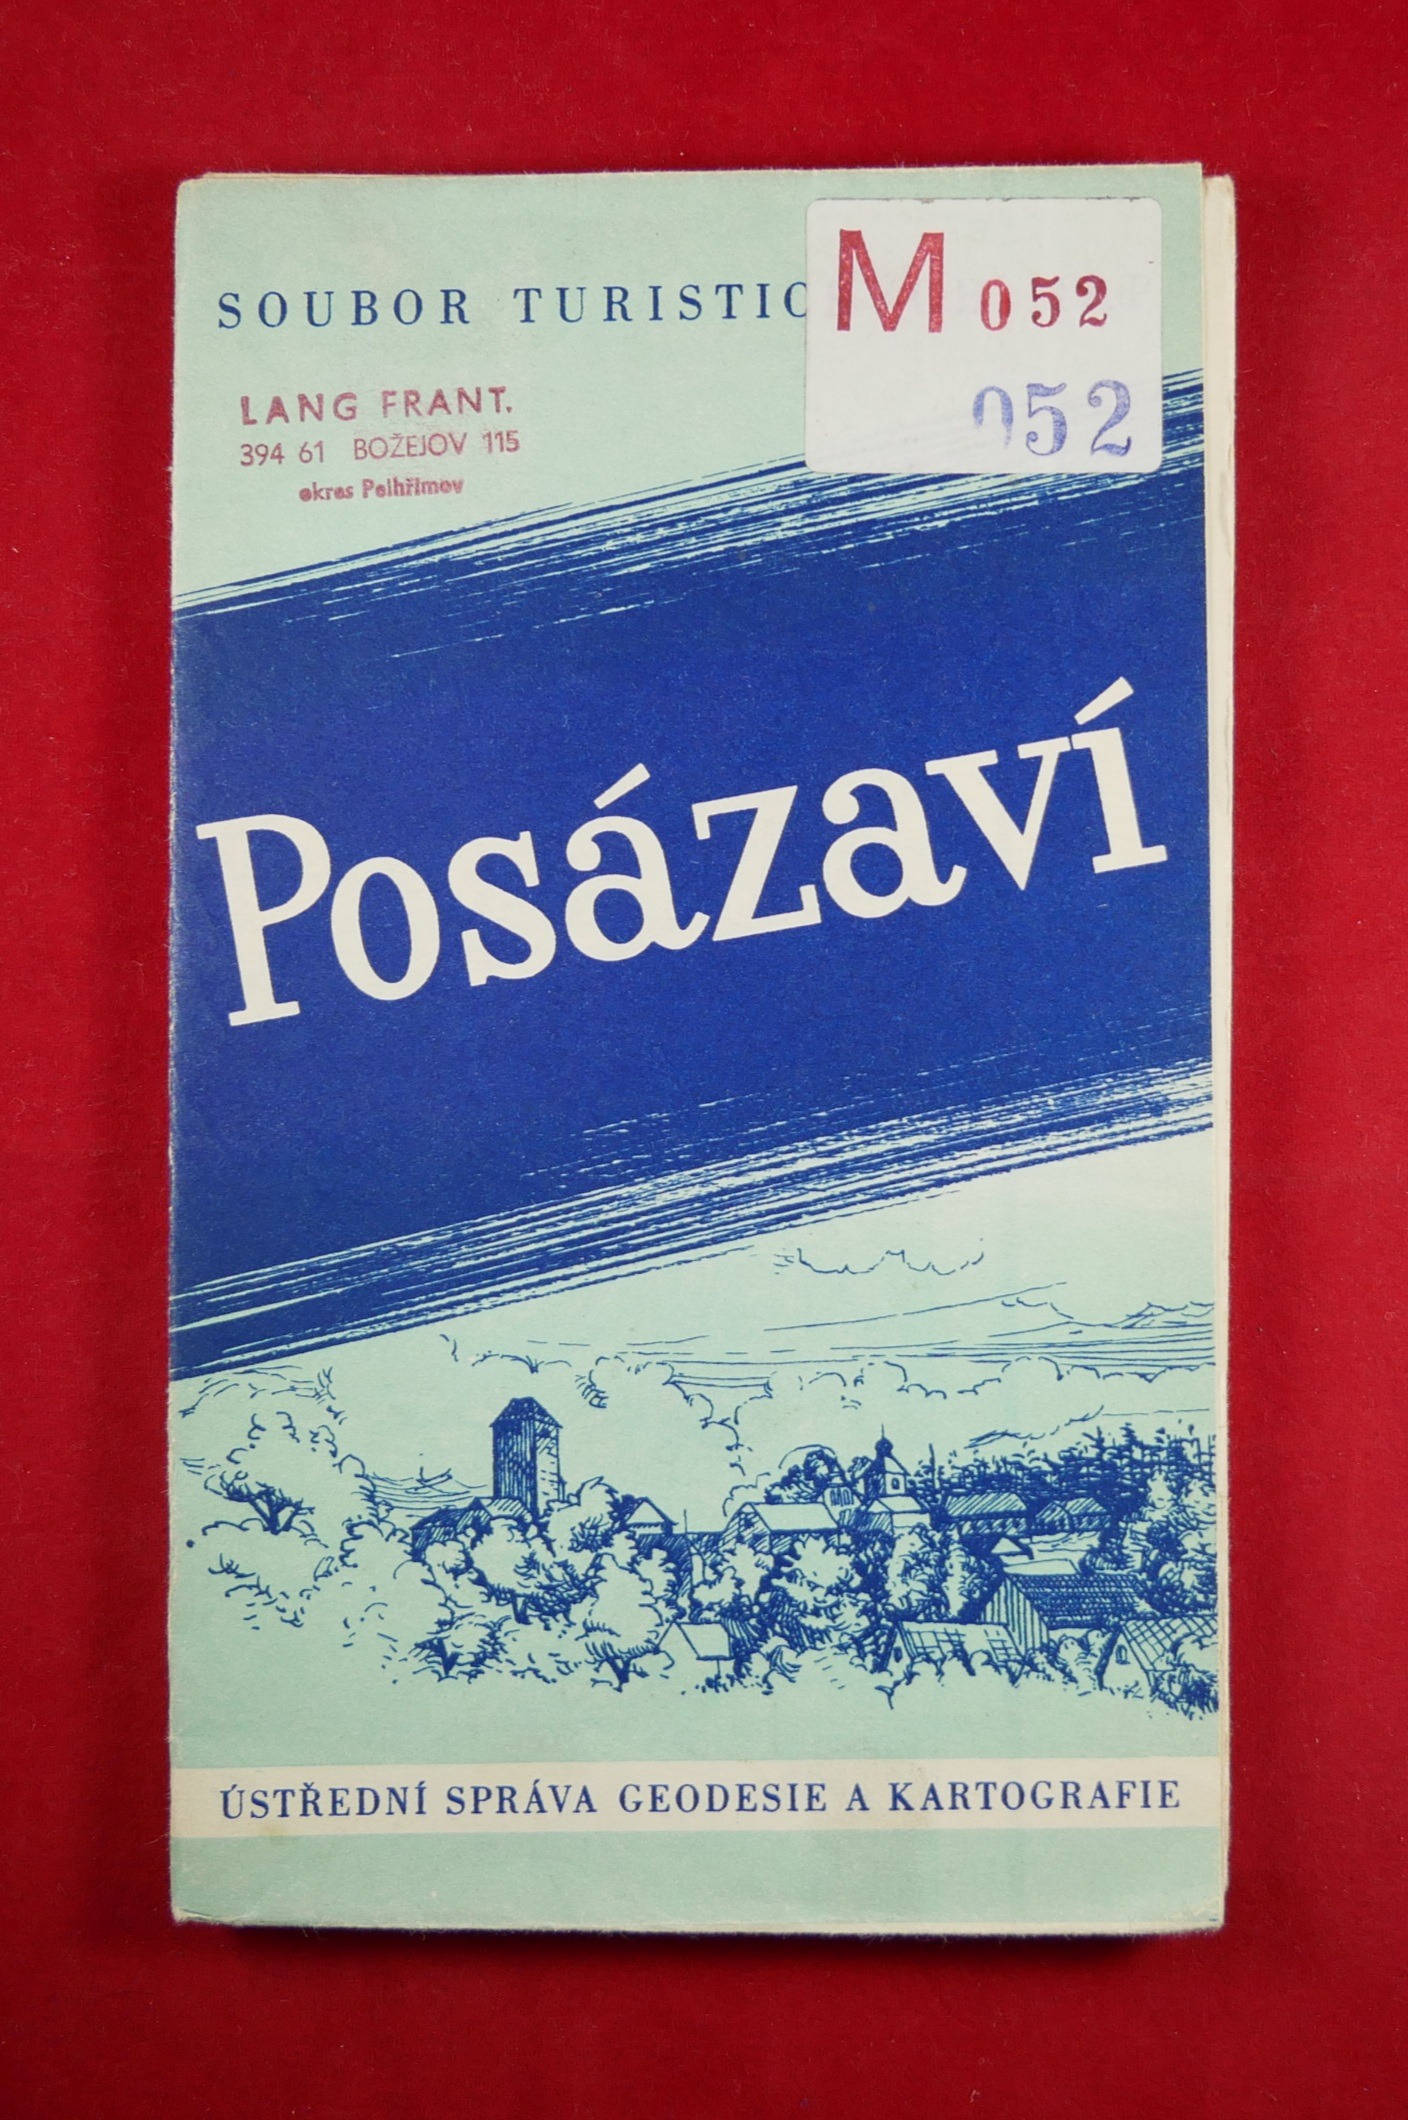 SOUBOR TURISTIC
M 052
052
LANG FRANT.
394 61 BOŽEJOV 115
okres Pelhřimov
Posázaví
ÚSTŘEDNÍ SPRÁVA GEODESIE A KARTOGRAFIE